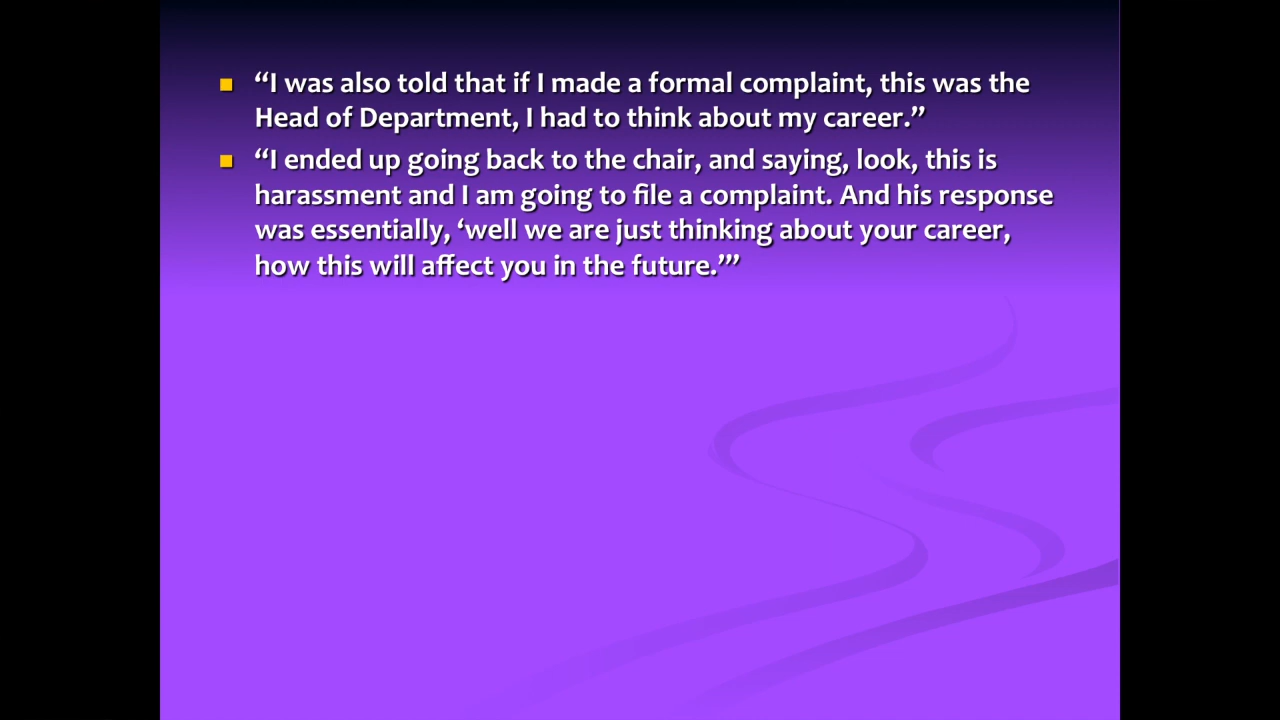 “I was also told that if I made a formal complaint, this was the
Head of Department, I had to think about my career.”
“I ended up going back to the chair, and saying, look, this is
harassment and I am going to file a complaint. And his response
was essentially, ‘well we are just thinking about your career,
how this will affect you in the future.’”